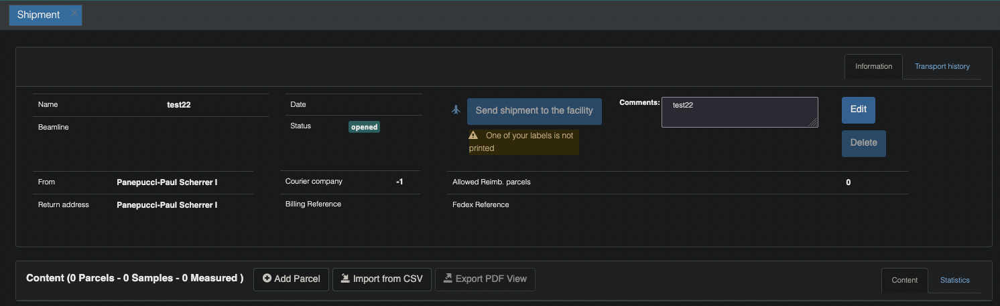 Shipment
Information
Transport history
Name test22
Beamline
Date
Status opened
Send shipment to the facility
One of your labels is not
printed
Comments: test22
Edit
Delete
From Panepucci-Paul Scherrer I
Return address Panepucci-Paul Scherrer I
Courier company -1
Billing Reference
Allowed Reimb. parcels 0
Fedex Reference
Content (0 Parcels - 0 Samples - 0 Measured )
Add Parcel
Import from CSV
Export PDF View
Content
Statistics